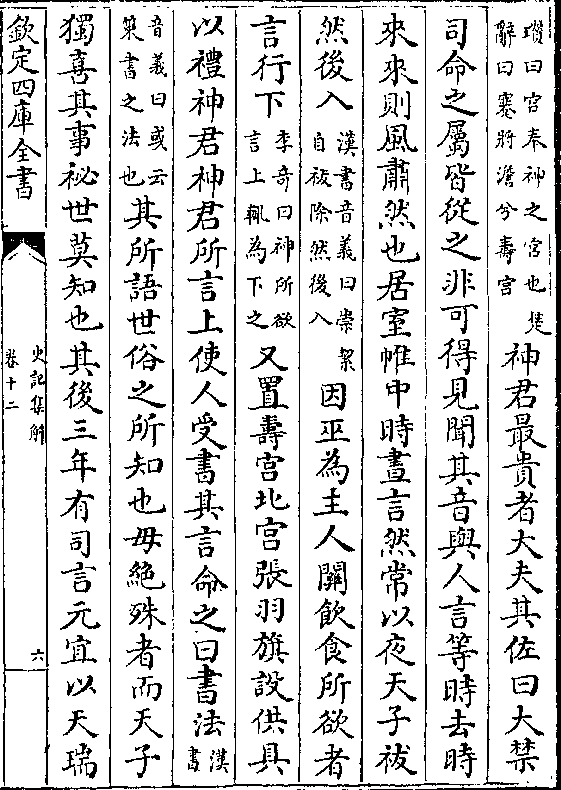 瓉曰宫奉神之宫也楚
辭曰蹇將澹兮壽宫
神君最貴者大夫其佐曰大禁
司命之屬皆從之非可得見聞其音與人言等時去時
來來則風肅然也居室帷中時晝言然常以夜天子祓
然後入
漢書音義曰崇絜
自祓除然後入
因巫為主人關飲食所欲者
言行下
李奇曰神所欲
言上輒為下之
又置壽宫北宫張羽旗設供具
以禮神君神君所言上使人受書其言命之曰書法
漢書
音義曰或云
策書之法也
其所語世俗之所知也毋絶殊者而天子
獨喜其事祕世莫知也其後三年有司言元宜以天瑞
欽定四庫全書
史記集解
卷十二
六